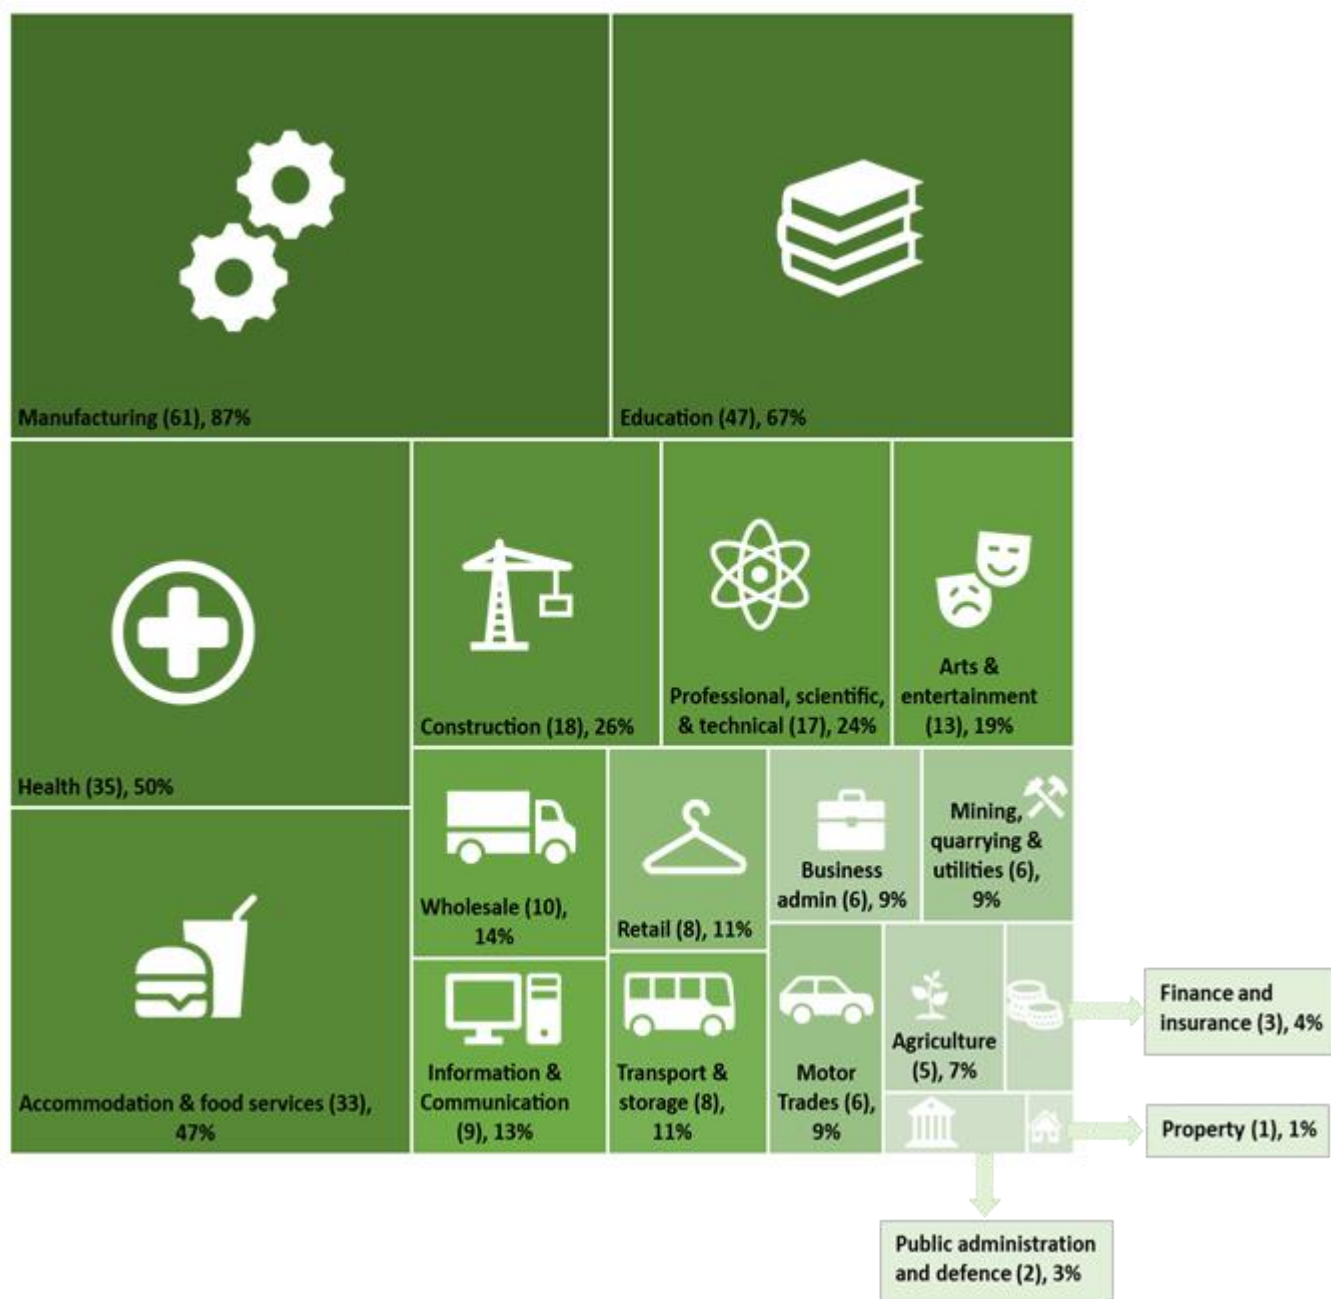 Manufacturing (61), 87%
Education (47), 67%
Health (35), 50%
Construction (18), 26%
Professional, scientific,
& technical (17), 24%
Arts &
entertainment
(13), 19%
Accommodation & food services (33),
47%
Wholesale (10),
14%
Retail (8), 11%
Business
admin (6), 9%
Mining,
quarrying &
utilities (6),
9%
Information &
Communication
(9), 13%
Transport &
storage (8),
11%
Motor
Trades (6),
9%
Agriculture
(5), 7%
Finance and
insurance (3), 4%
Property (1), 1%
Public administration
and defence (2), 3%